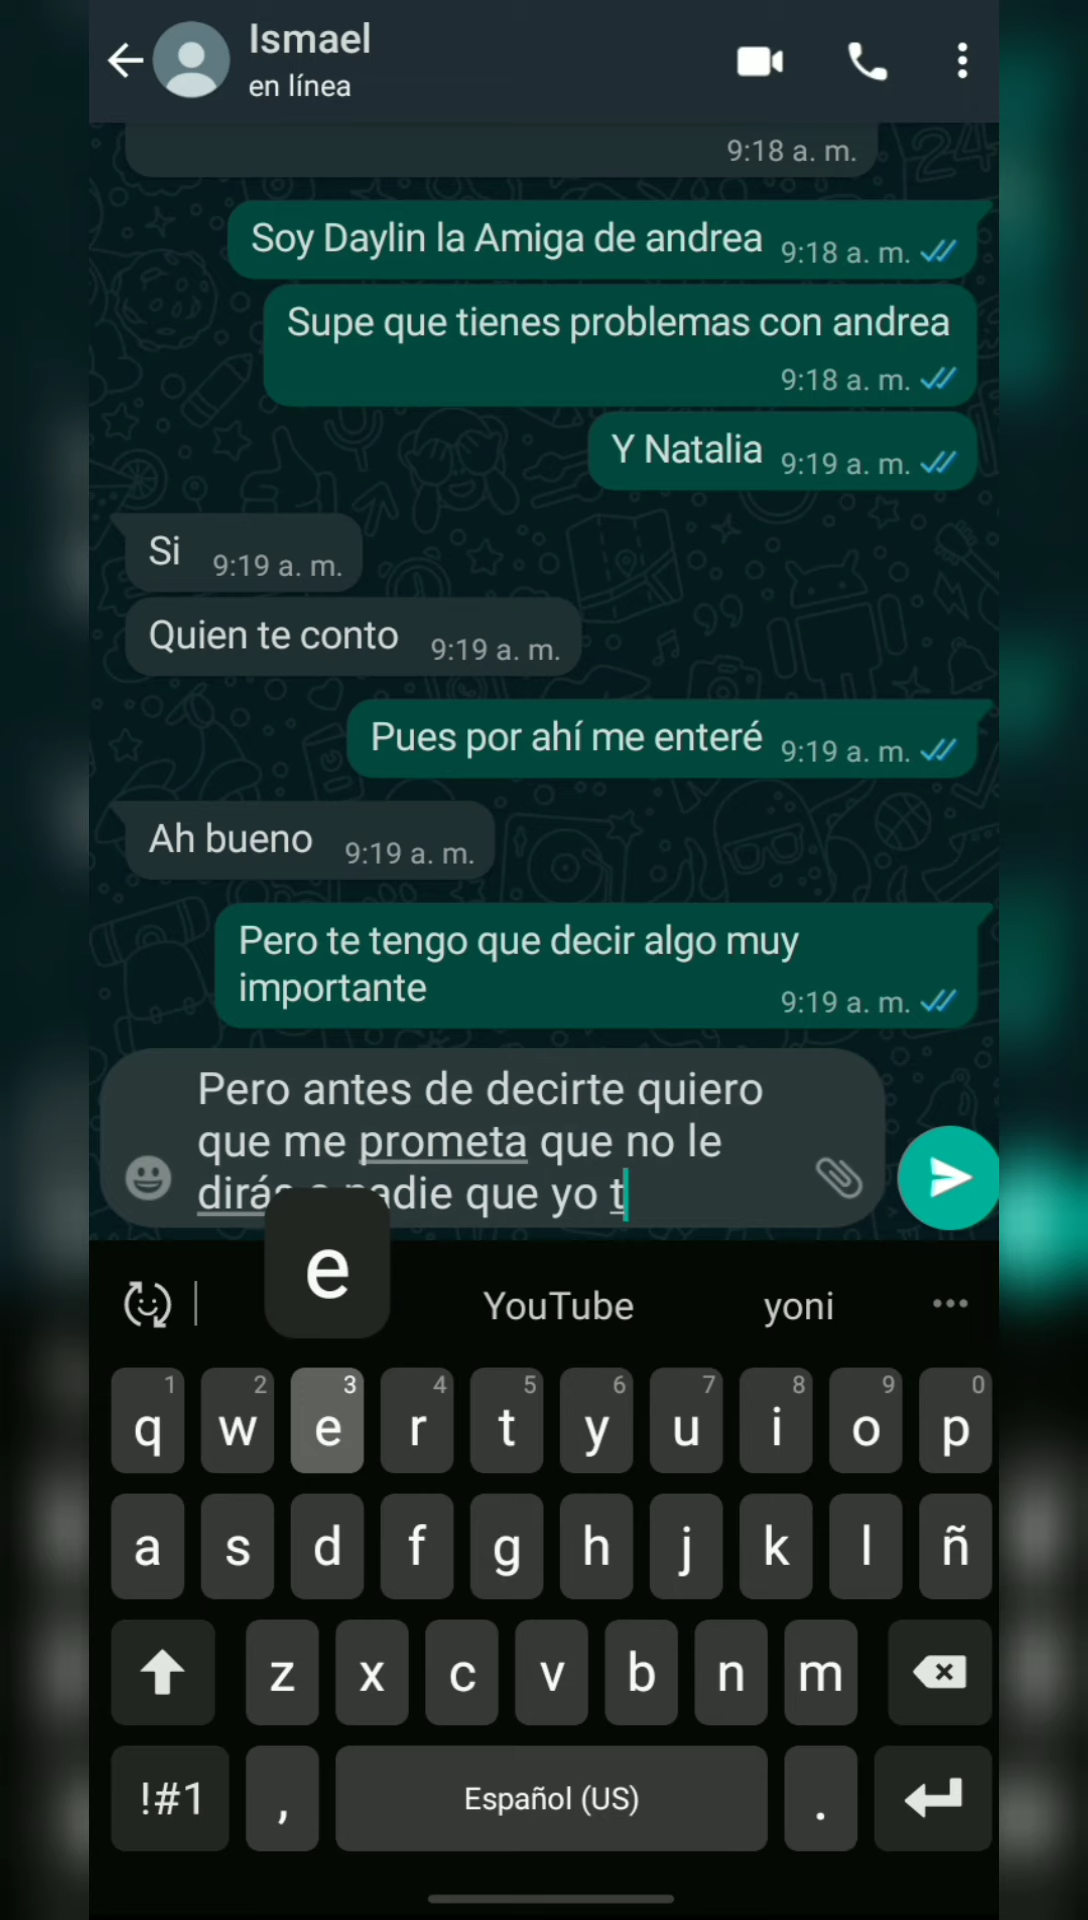 Ismael
en línea
9:18 a. m.
Soy Daylin la Amiga de andrea 9:18 a. m.
Supe que tienes problemas con andrea
9:18 a. m.
Y Natalia 9:19 a. m.
Si 9:19 a. m.
Quien te conto 9:19 a. m.
Pues por ahí me enteré 9:19 a. m.
Ah bueno 9:19 a. m.
Pero te tengo que decir algo muy
importante 9:19 a. m.
Pero antes de decirte quiero
que me prometa que no le
que yo t
e
YouTube yoni
1 2 3 4 5 6 7 8 9 0
q w e r t y u i o p
a s d f g h j k l ñ
z x c v b n m
!#1 , Español (US) .